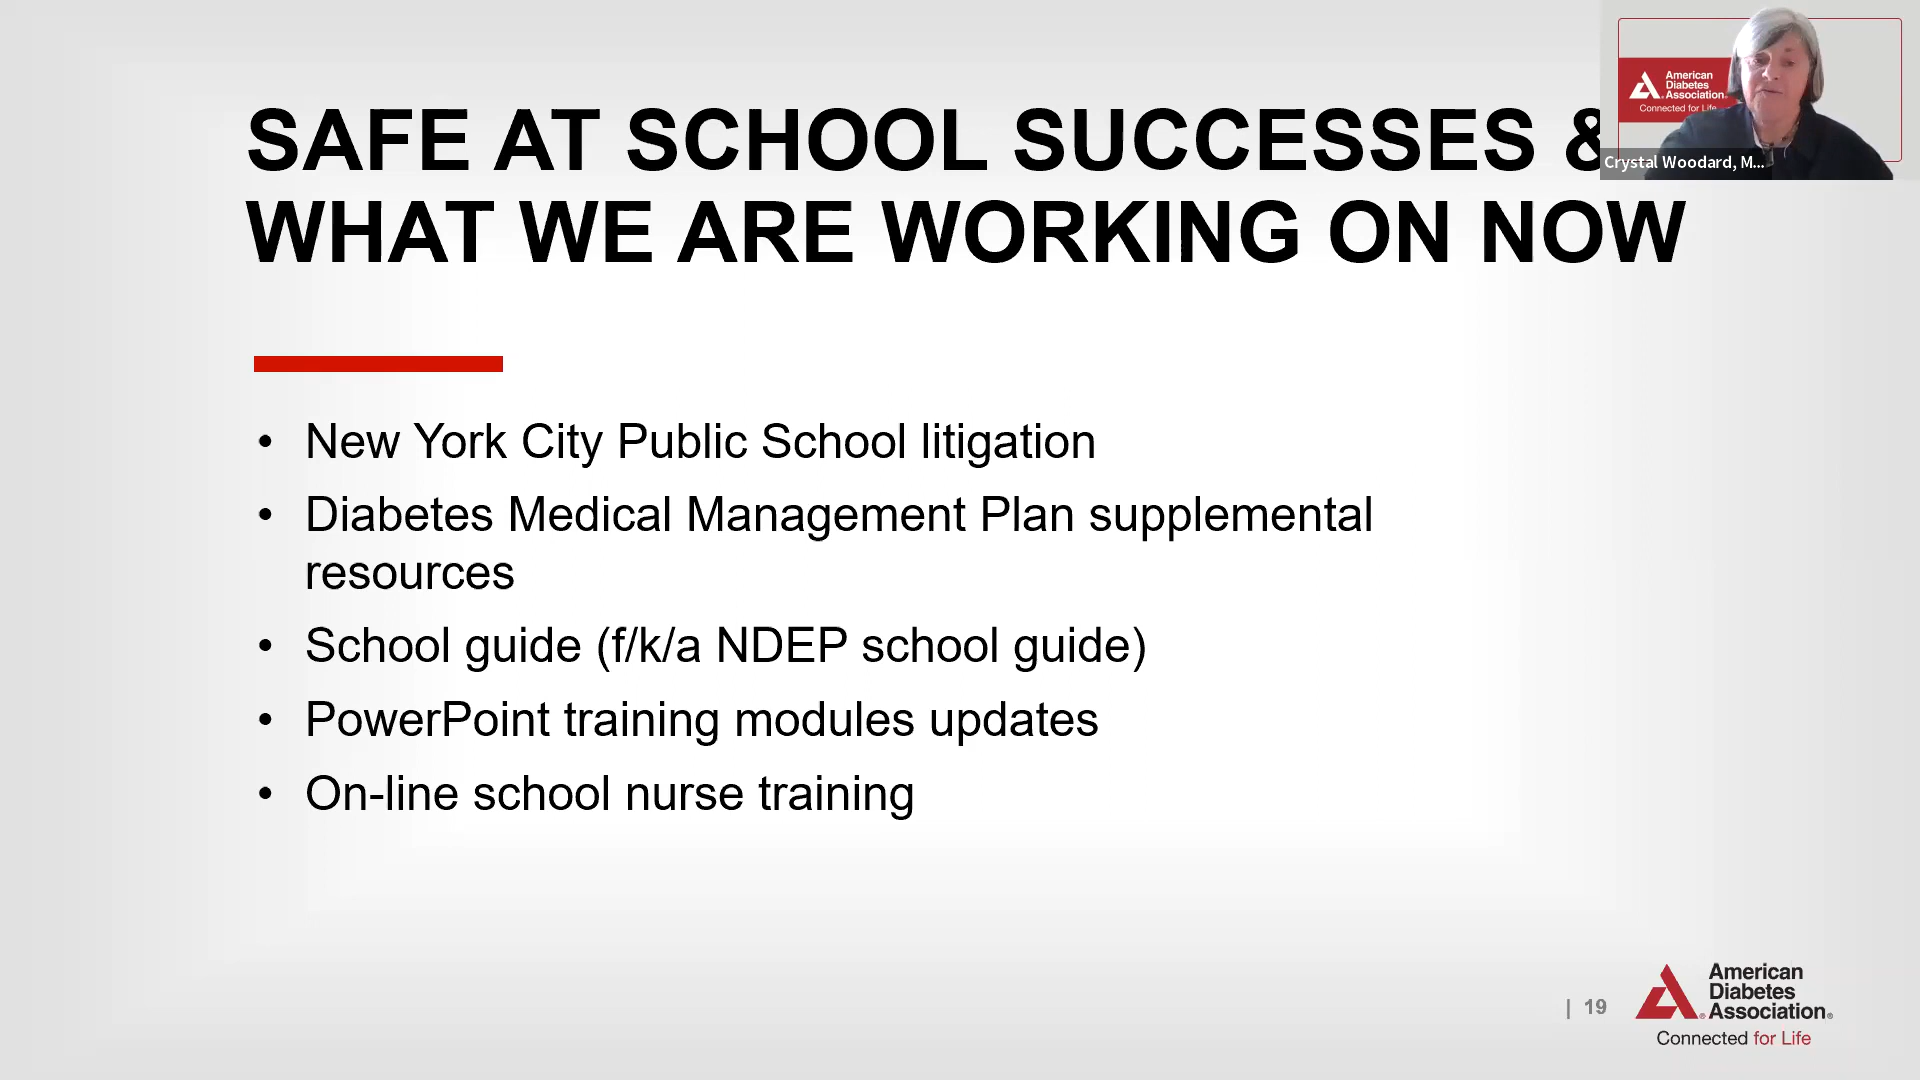 SAFE AT SCHOOL SUCCESSES &
WHAT WE ARE WORKING ON NOW
• New York City Public School litigation
• Diabetes Medical Management Plan supplemental
resources
• School guide (f/k/a NDEP school guide)
• PowerPoint training modules updates
• On-line school nurse training
American
Diabetes
Association®
Connected for Life
Crystal Woodard, M...
| 19
American
Diabetes
Association®
Connected for Life